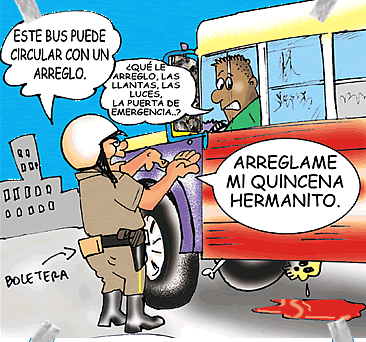 ESTE BUS PUEDE
CIRCULAR CON UN
ARREGLO.
¿QUÉ LE
ARREGLO, LAS
LLANTAS, LAS
LUCES,
LA PUERTA DE
EMERGENCIA..?
ARREGLAME
MI QUINCENA
HERMANITO.
BOLETERA